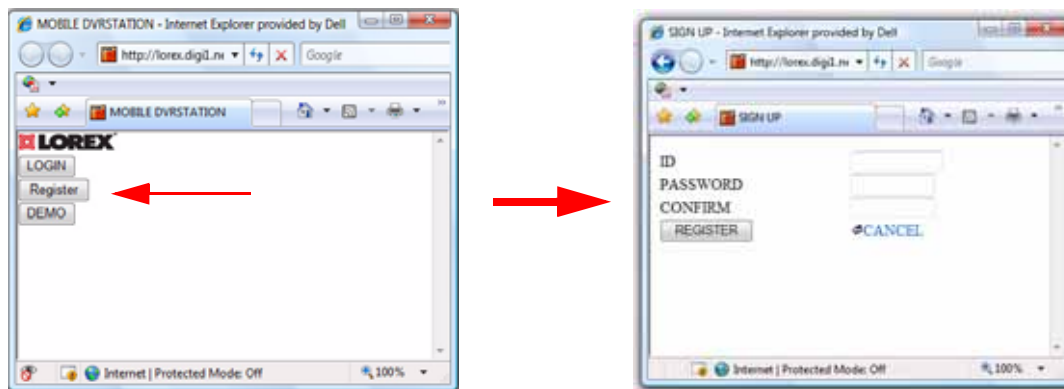 MOBILE DVRSTATION - Internet Explorer provided by Dell
http://lorex.digi1.ne
Google
MOBILE DVRSTATION
LOREX
LOGIN
Register
DEMO
Internet | Protected Mode: Off
100%
SIGN UP - Internet Explorer provided by Dell
http://lorex.digi1.ne
Google
SIGN UP
ID
PASSWORD
CONFIRM
REGISTER
CANCEL
Internet | Protected Mode: Off
100%